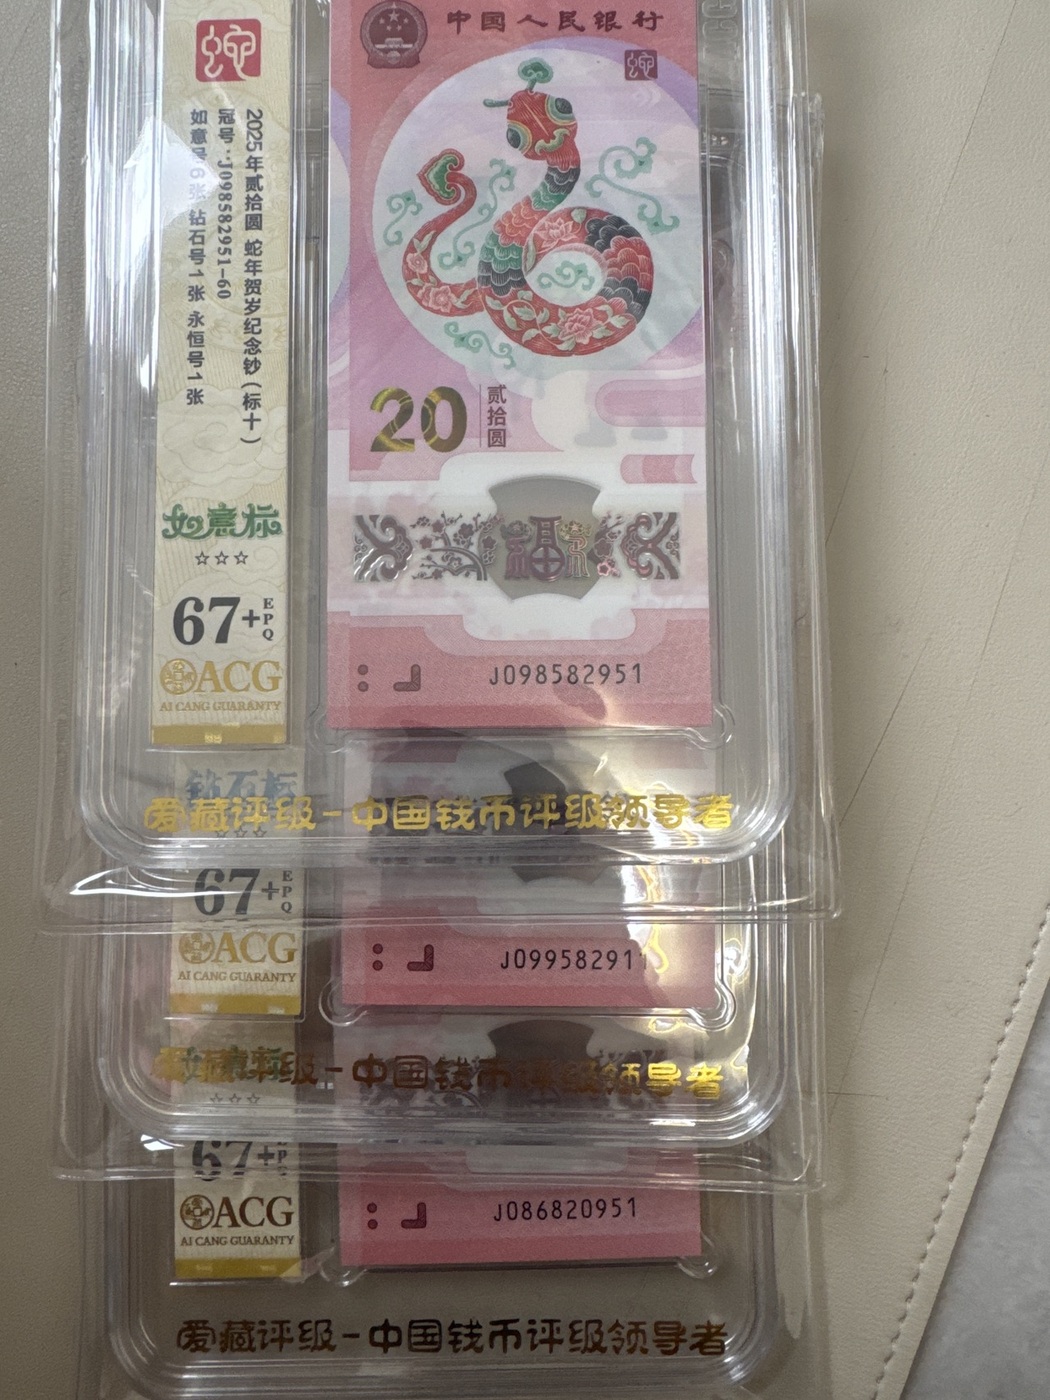 中国人民银行
2025年贰拾圆 蛇年贺岁纪念钞(标十)
冠号:J098582951-60
如意号6张 钻石号1张 永恒号1张
20
贰拾圆
如意标
☆☆☆
67+EPQ
J098582951
ACG
AI CANG GUARANTY
钻石标
爱藏评级-中国钱币评级领导者
67+EPQ
ACG
J09958291
AI CANG GUARANTY
爱藏评级-中国钱币评级领导者
☆☆☆
67+EPQ
ACG
J086820951
AI CANG GUARANTY
爱藏评级-中国钱币评级领导者